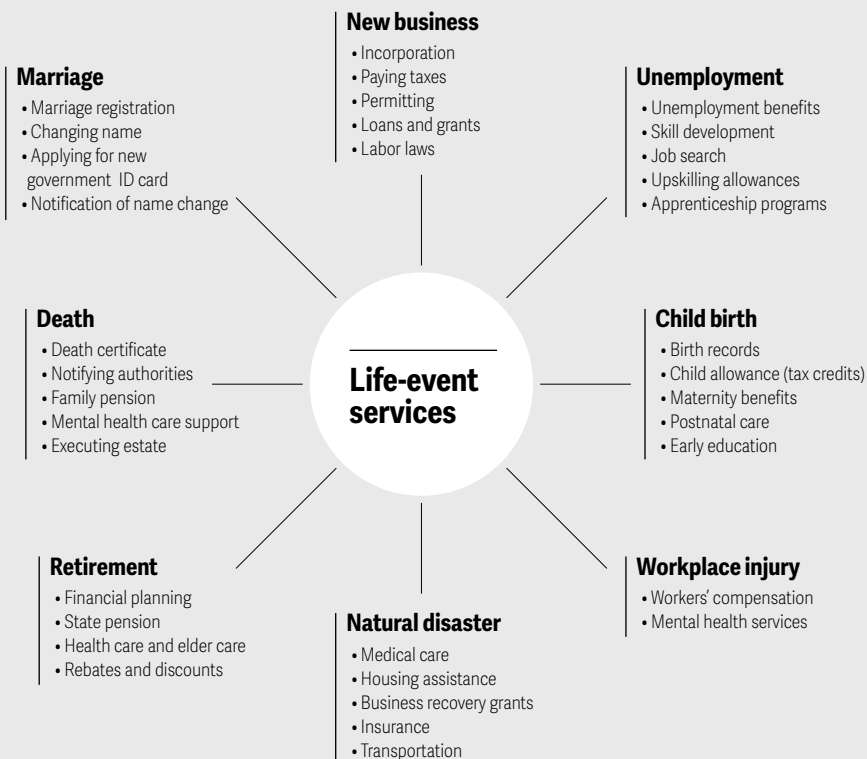 New business
• Incorporation
• Paying taxes
• Permitting
• Loans and grants
• Labor laws
Marriage
• Marriage registration
• Changing name
• Applying for new
government ID card
• Notification of name change
Unemployment
• Unemployment benefits
• Skill development
• Job search
• Upskilling allowances
• Apprenticeship programs
Death
• Death certificate
• Notifying authorities
• Family pension
• Mental health care support
• Executing estate
Life-event
services
Child birth
• Birth records
• Child allowance (tax credits)
• Maternity benefits
• Postnatal care
• Early education
Retirement
• Financial planning
• State pension
• Health care and elder care
• Rebates and discounts
Natural disaster
• Medical care
• Housing assistance
• Business recovery grants
• Insurance
• Transportation
Workplace injury
• Workers’ compensation
• Mental health services